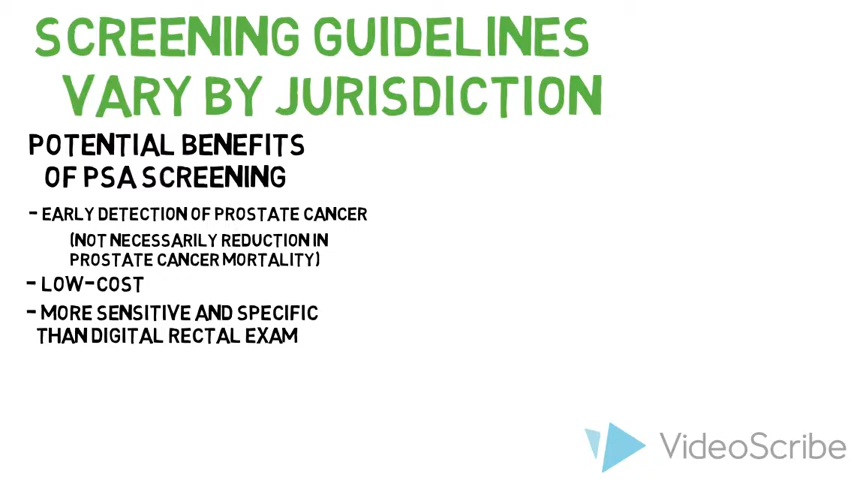 SCREENING GUIDELINES
VARY BY JURISDICTION
POTENTIAL BENEFITS
OF PSA SCREENING
- EARLY DETECTION OF PROSTATE CANCER
(NOT NECESSARILY REDUCTION IN
PROSTATE CANCER MORTALITY)
- LOW-COST
- MORE SENSITIVE AND SPECIFIC
THAN DIGITAL RECTAL EXAM
VideoScribe